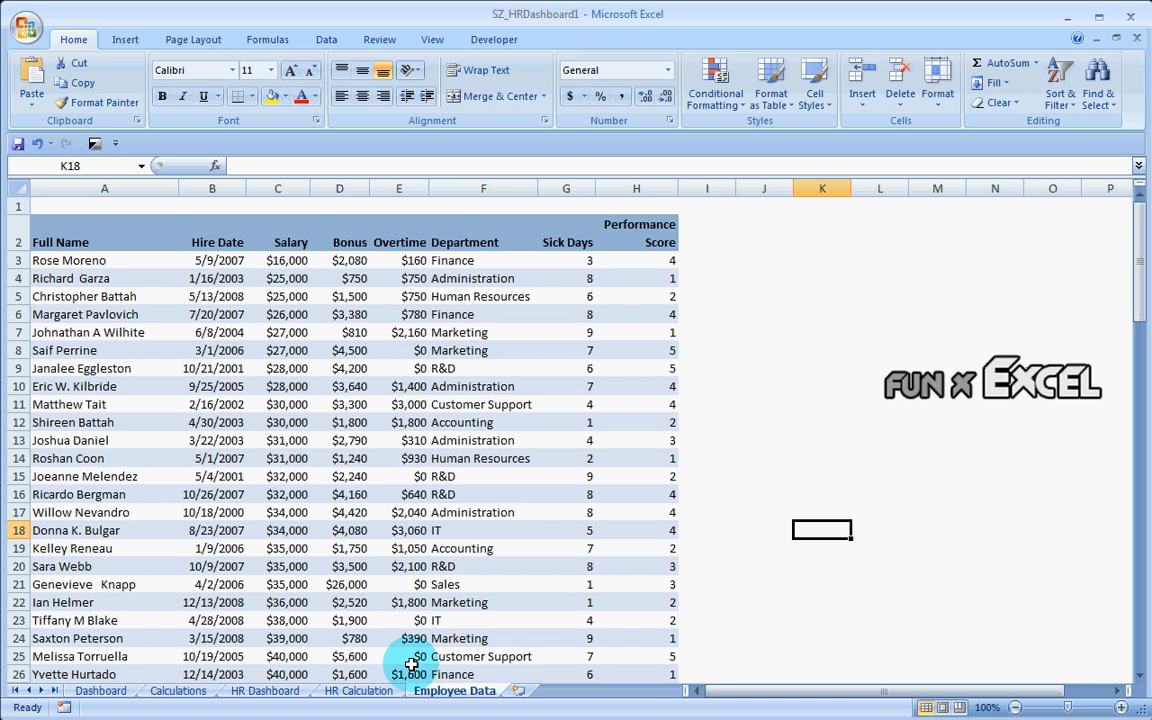 SZ_HRDashboard1 - Microsoft Excel
Home Insert Page Layout Formulas Data Review View Developer
Paste
Cut
Copy
Format Painter
Clipboard
Calibri 11
B I U
Font
Wrap Text
Merge & Center
Alignment
General
$ % ,
Number
Conditional Formatting
Format as Table
Cell Styles
Styles
Insert Delete Format
Cells
AutoSum
Fill
Clear
Sort & Filter
Find & Select
Editing
K18 fx
A B C D E F G H I J K L M N O P
1
2 Full Name Hire Date Salary Bonus Overtime Department Sick Days Performance Score
3 Rose Moreno 5/9/2007 $16,000 $2,080 $160 Finance 3 4
4 Richard Garza 1/16/2003 $25,000 $750 $750 Administration 8 1
5 Christopher Battah 5/13/2008 $25,000 $1,500 $750 Human Resources 6 2
6 Margaret Pavlovich 7/20/2007 $26,000 $3,380 $780 Finance 8 4
7 Johnathan A Wilhite 6/8/2004 $27,000 $810 $2,160 Marketing 9 1
8 Saif Perrine 3/1/2006 $27,000 $4,500 $0 Marketing 7 5
9 Janalee Eggleston 10/21/2001 $28,000 $4,200 $0 R&D 6 5
10 Eric W. Kilbride 9/25/2005 $28,000 $3,640 $1,400 Administration 7 4
11 Matthew Tait 2/16/2002 $30,000 $3,300 $3,000 Customer Support 4 4
12 Shireen Battah 4/30/2003 $30,000 $1,800 $1,800 Accounting 1 2
13 Joshua Daniel 3/22/2003 $31,000 $2,790 $310 Administration 4 3
14 Roshan Coon 5/1/2007 $31,000 $1,240 $930 Human Resources 2 1
15 Joeanne Melendez 5/4/2001 $32,000 $2,240 $0 R&D 9 2
16 Ricardo Bergman 10/26/2007 $32,000 $4,160 $640 R&D 8 4
17 Willow Nevandro 10/18/2000 $34,000 $4,420 $2,040 Administration 8 4
18 Donna K. Bulgar 8/23/2007 $34,000 $4,080 $3,060 IT 5 4
19 Kelley Reneau 1/9/2006 $35,000 $1,750 $1,050 Accounting 7 2
20 Sara Webb 10/9/2007 $35,000 $3,500 $2,100 R&D 8 3
21 Genevieve Knapp 4/2/2006 $35,000 $26,000 $0 Sales 1 3
22 Ian Helmer 12/13/2008 $36,000 $2,520 $1,800 Marketing 1 2
23 Tiffany M Blake 4/28/2008 $38,000 $1,900 $0 IT 4 2
24 Saxton Peterson 3/15/2008 $39,000 $780 $390 Marketing 9 1
25 Melissa Torruella 10/19/2005 $40,000 $5,600 $0 Customer Support 7 5
26 Yvette Hurtado 12/14/2003 $40,000 $1,600 $1,600 Finance 6 1
FUN X EXCEL
Dashboard Calculations HR Dashboard HR Calculation Employee Data
Ready 100%